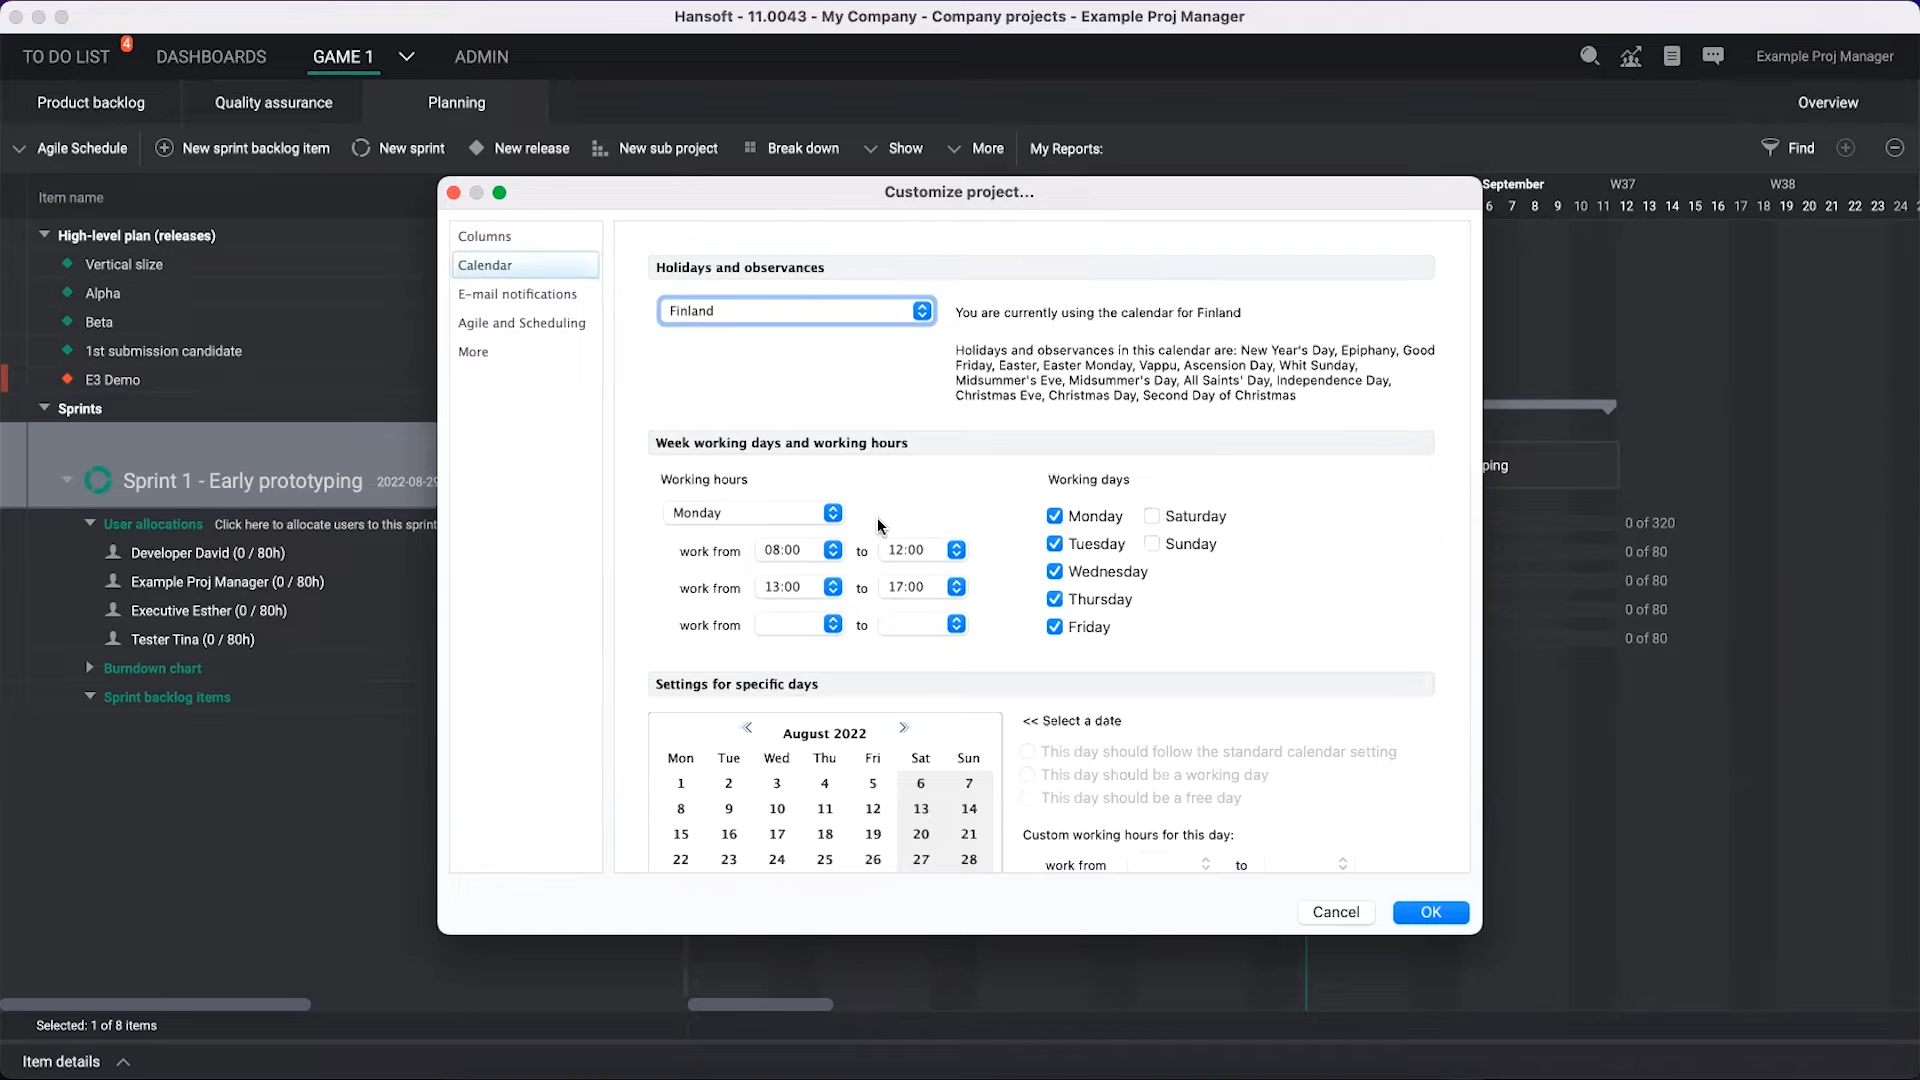 Hansoft - 11.0043 - My Company - Company projects - Example Proj Manager
TO DO LIST
4
DASHBOARDS
GAME 1
ADMIN
Example Proj Manager
Product backlog
Quality assurance
Planning
Overview
Agile Schedule
New sprint backlog item
New sprint
New release
New sub project
Break down
Show
More
My Reports:
Find
Item name
September
W37
W38
6 7 8 9 10 11 12 13 14 15 16 17 18 19 20 21 22 23 24
High-level plan (releases)
Vertical slize
Alpha
Beta
1st submission candidate
E3 Demo
Sprints
Sprint 1 - Early prototyping 2022-08-29
User allocations Click here to allocate users to this sprint
Developer David (0 / 80h)
Example Proj Manager (0 / 80h)
Executive Esther (0 / 80h)
Tester Tina (0 / 80h)
Burndown chart
Sprint backlog items
Customize project...
Columns
Calendar
E-mail notifications
Agile and Scheduling
More
Holidays and observances
Finland
You are currently using the calendar for Finland
Holidays and observances in this calendar are: New Year's Day, Epiphany, Good
Friday, Easter, Easter Monday, Vappu, Ascension Day, Whit Sunday,
Midsummer's Eve, Midsummer's Day, All Saints' Day, Independence Day,
Christmas Eve, Christmas Day, Second Day of Christmas
Week working days and working hours
Working hours
Monday
work from 08:00 to 12:00
work from 13:00 to 17:00
work from to
Working days
Monday Saturday
Tuesday Sunday
Wednesday
Thursday
Friday
Settings for specific days
August 2022
Mon Tue Wed Thu Fri Sat Sun
1 2 3 4 5 6 7
8 9 10 11 12 13 14
15 16 17 18 19 20 21
22 23 24 25 26 27 28
<< Select a date
This day should follow the standard calendar setting
This day should be a working day
This day should be a free day
Custom working hours for this day:
work from to
Cancel
OK
ping
0 of 320
0 of 80
0 of 80
0 of 80
0 of 80
Selected: 1 of 8 items
Item details